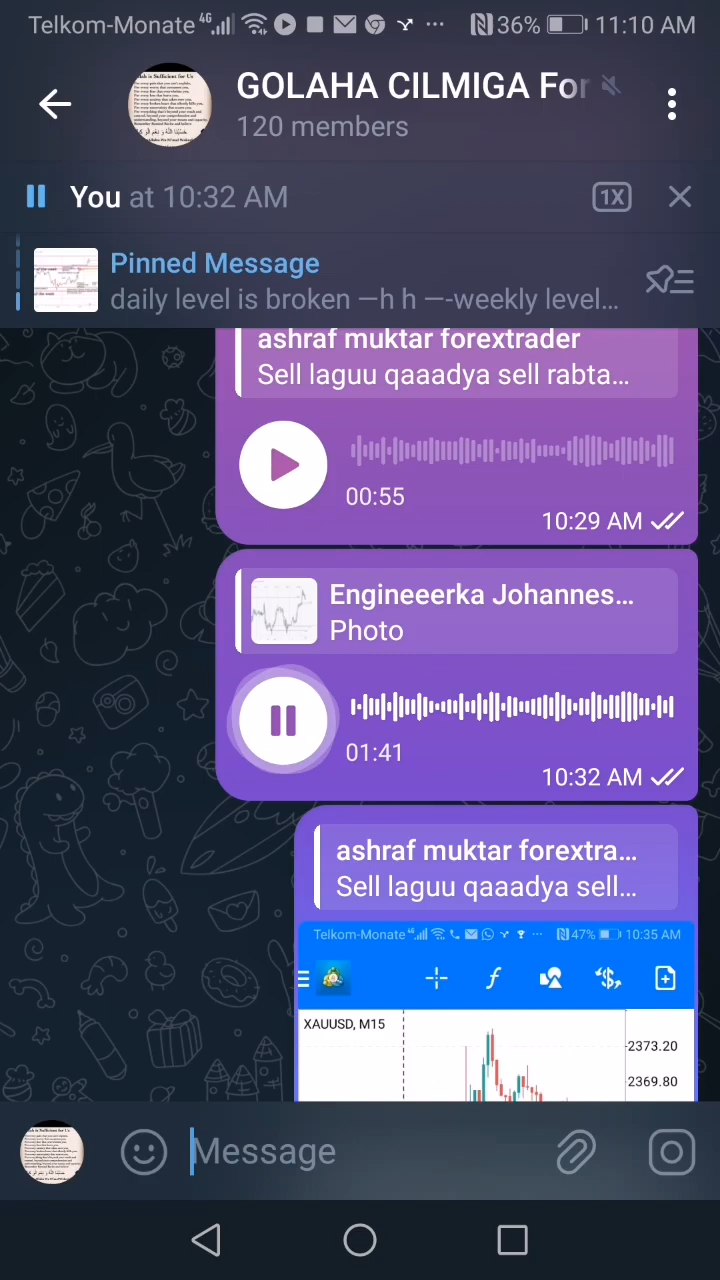 Telkom-Monate 4G 36% 11:10 AM
GOLAHA CILMIGA For
120 members
You at 10:32 AM 1X
Pinned Message
daily level is broken —h h —-weekly level...
ashraf muktar forextrader
Sell laguu qaaadya sell rabta...
00:55
10:29 AM
Engineeerka Johannes...
Photo
01:41
10:32 AM
ashraf muktar forextra...
Sell laguu qaaadya sell...
Telkom-Monate 47% 10:35 AM
XAUUSD, M15
2373.20
2369.80
Message